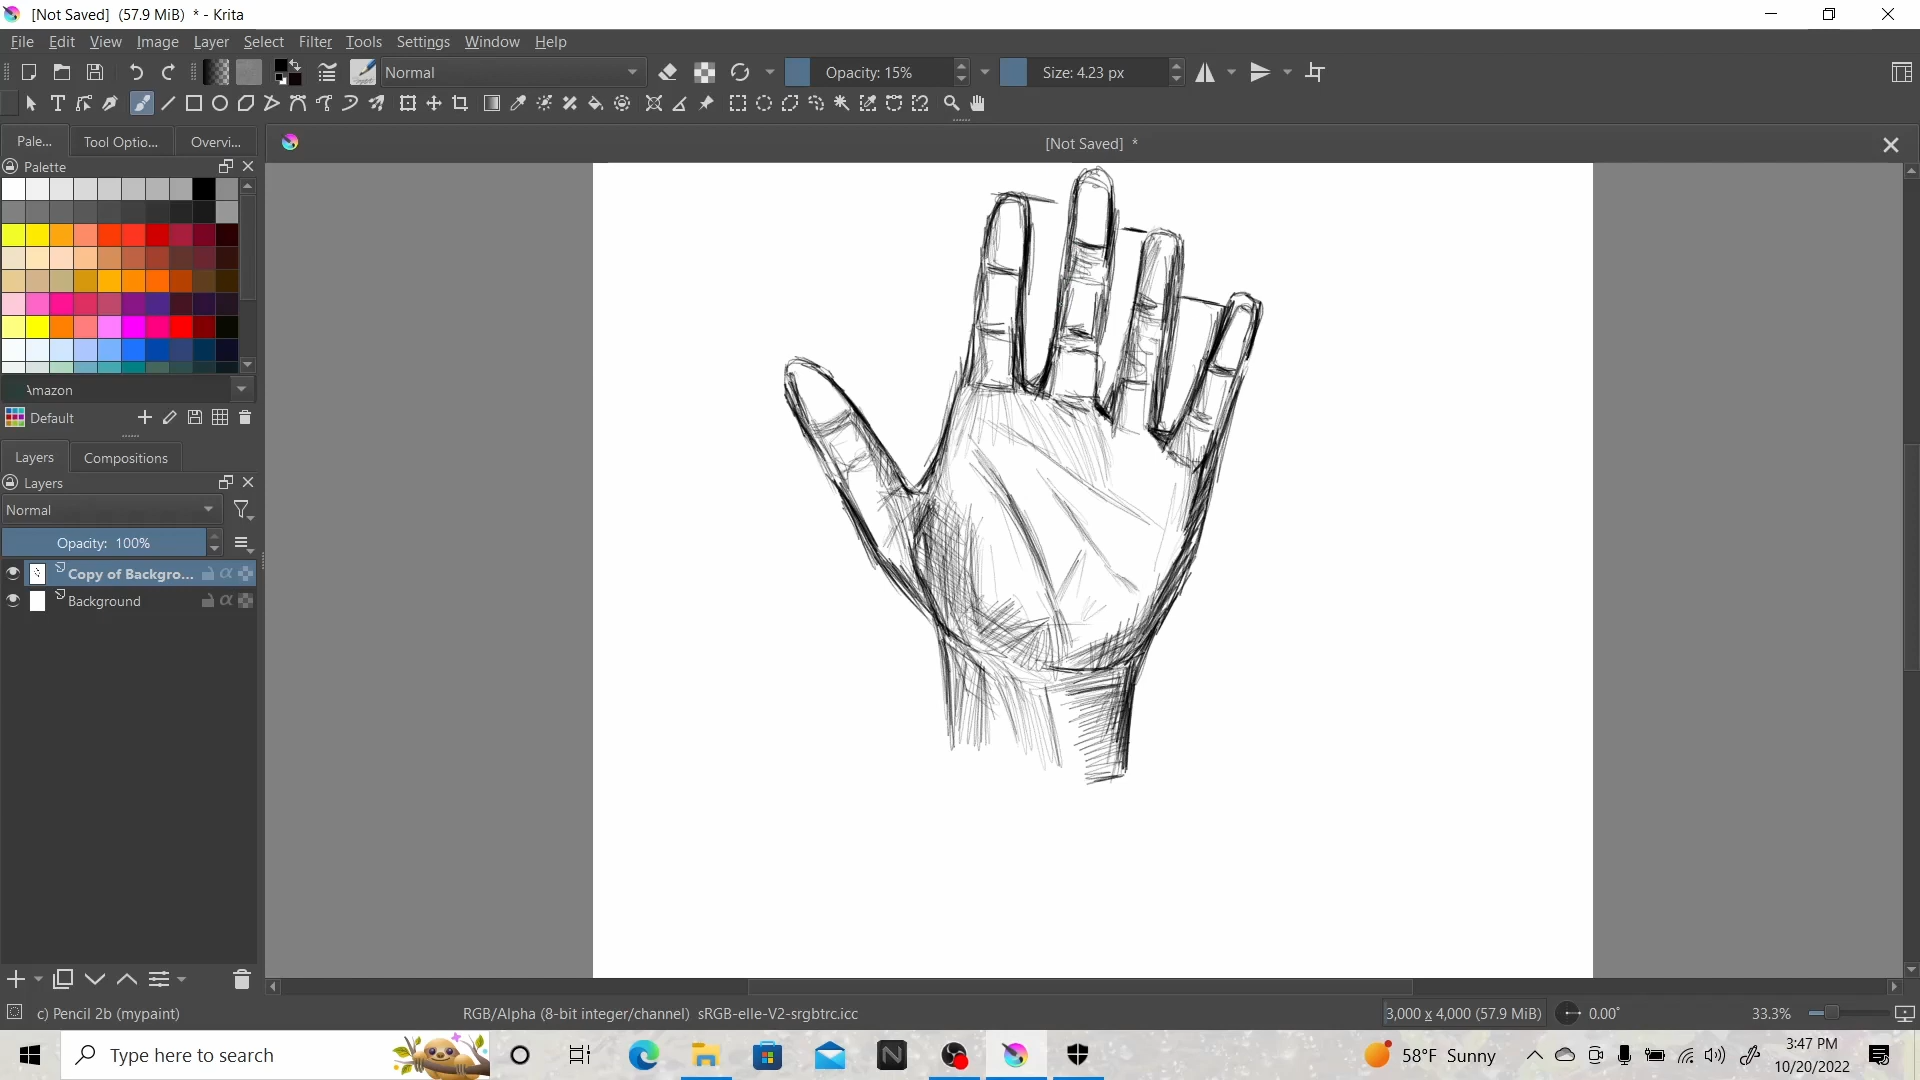 [Not Saved]  (57.9 MiB)  * - Krita
File Edit View Image Layer Select Filter Tools Settings Window Help
Normal Opacity: 15% Size: 4.23 px
Pale... Tool Optio... Overvi... [Not Saved]  *
Palette
Amazon
Default
Layers Compositions
Layers
Normal
Opacity:  100%
Copy of Backgro...
Background
c) Pencil 2b (mypaint) RGB/Alpha (8-bit integer/channel)  sRGB-elle-V2-srgbtrc.icc 3,000 x 4,000 (57.9 MiB) 0.00° 33.3%
Type here to search 58°F  Sunny 3:47 PM
10/20/2022